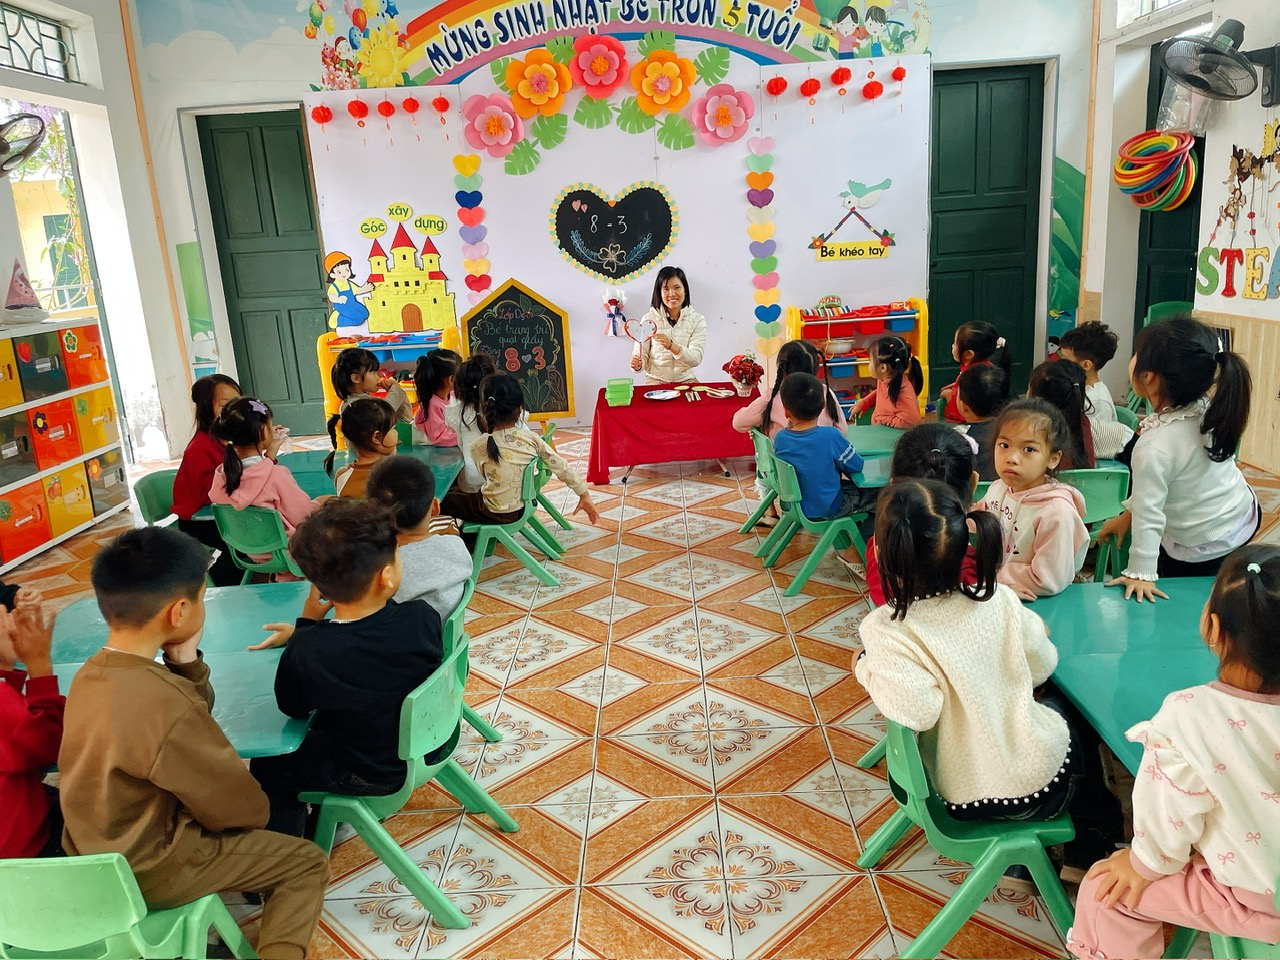 MỪNG SINH NHẬT BÉ TRÒN 5 TUỔI
Góc
xây
dựng
8 = 3
Bé khéo tay
Bé trang trí
quạt giấy
8 3
STEA